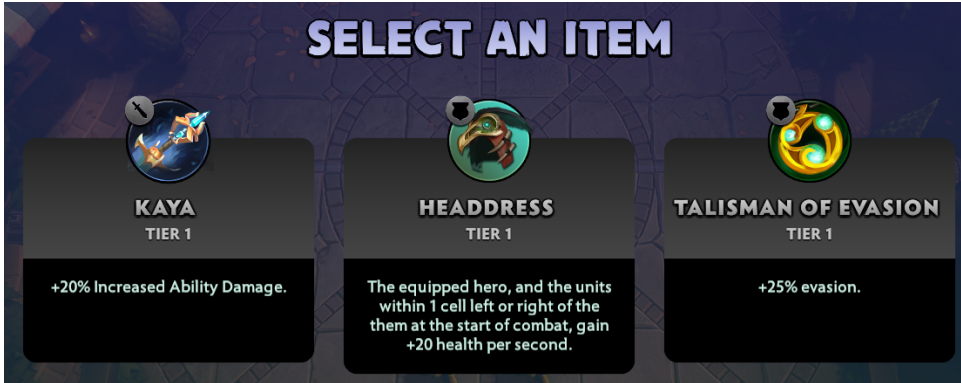 SELECT AN ITEM
KAYA
TIER 1
+20% Increased Ability Damage.
HEADDRESS
TIER 1
The equipped hero, and the units
within 1 cell left or right of the
them at the start of combat, gain
+20 health per second.
TALISMAN OF EVASION
TIER 1
+25% evasion.